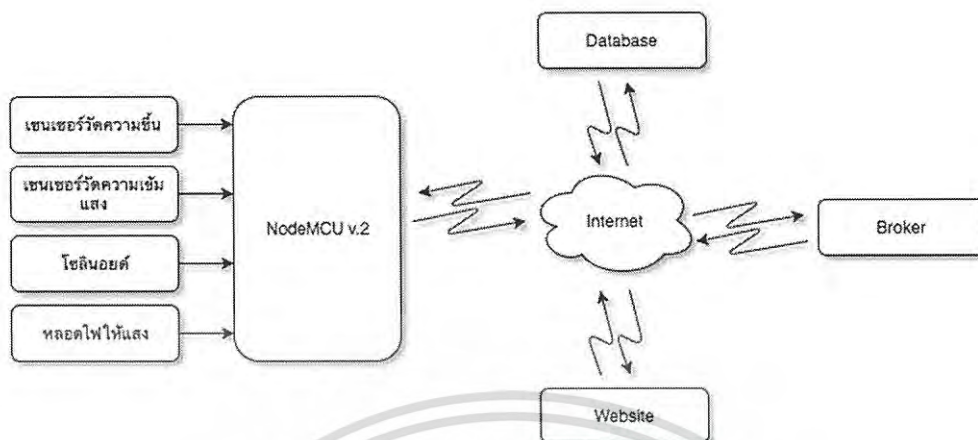 Database
เซนเซอร์วัดความชื้น
เซนเซอร์วัดความเข้ม
แสง
NodeMCU v.2
Internet
Broker
โซลินอยด์
หลอดไฟให้แสง
Website